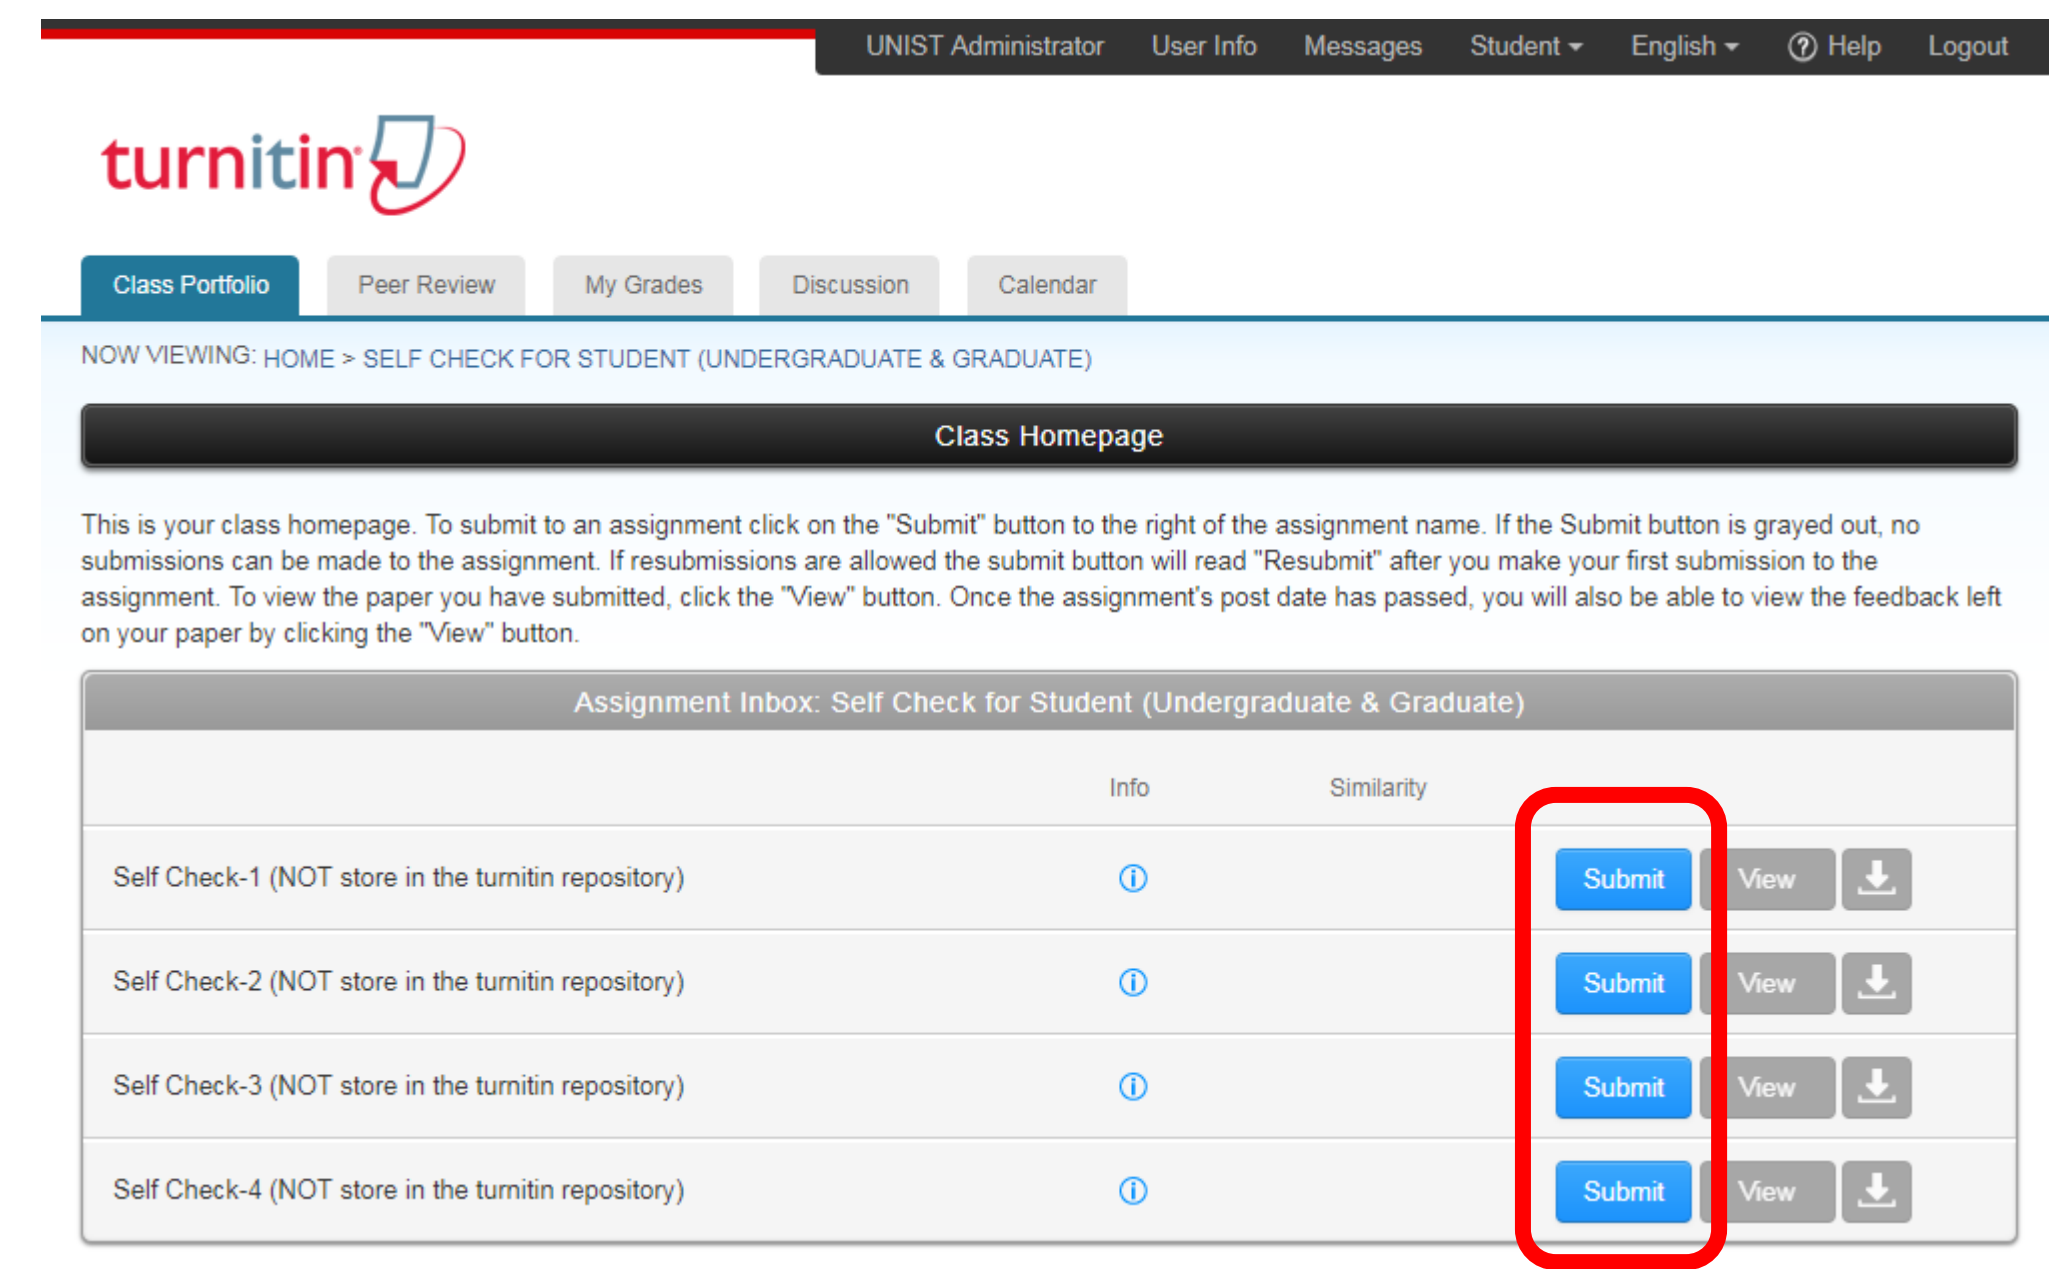 UNIST Administrator User Info Messages Student English Help Logout
turnitin
Class Portfolio Peer Review My Grades Discussion Calendar
NOW VIEWING: HOME > SELF CHECK FOR STUDENT (UNDERGRADUATE & GRADUATE)
Class Homepage
This is your class homepage. To submit to an assignment click on the "Submit" button to the right of the assignment name. If the Submit button is grayed out, no
submissions can be made to the assignment. If resubmissions are allowed the submit button will read "Resubmit" after you make your first submission to the
assignment. To view the paper you have submitted, click the "View" button. Once the assignment's post date has passed, you will also be able to view the feedback left
on your paper by clicking the "View" button.
Assignment Inbox: Self Check for Student (Undergraduate & Graduate)
Info Similarity
Self Check-1 (NOT store in the turnitin repository) Submit View
Self Check-2 (NOT store in the turnitin repository) Submit View
Self Check-3 (NOT store in the turnitin repository) Submit View
Self Check-4 (NOT store in the turnitin repository) Submit View